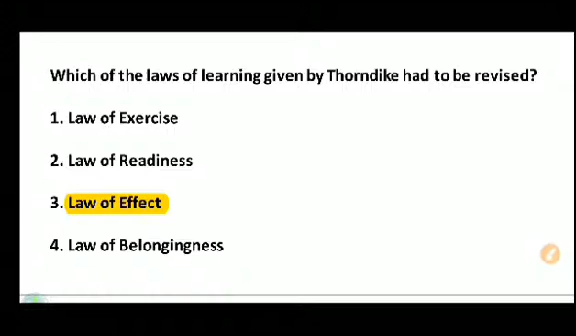 Which of the laws of learning given by Thorndike had to be revised?
1. Law of Exercise
2. Law of Readiness
3. Law of Effect
4. Law of Belongingness